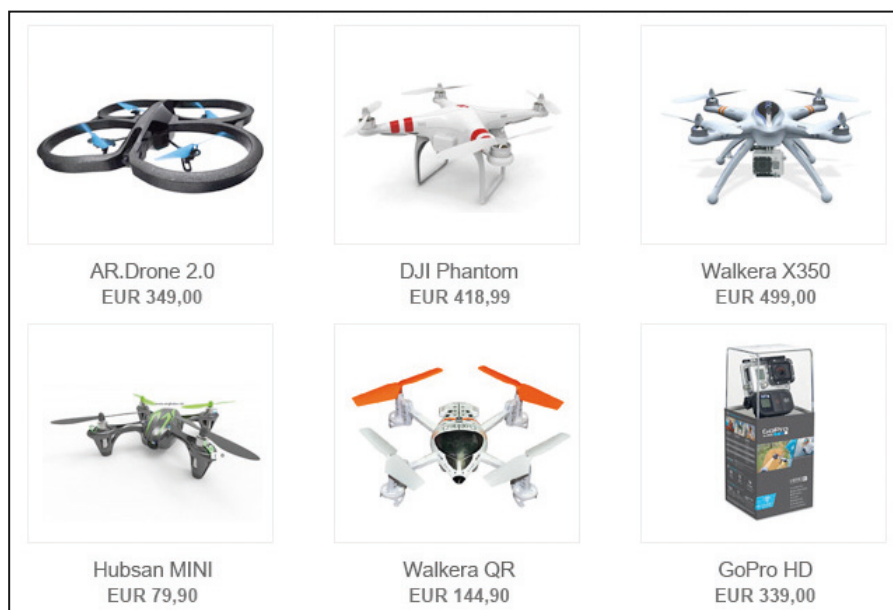 AR.Drone 2.0
EUR 349,00
DJI Phantom
EUR 418,99
Walkera X350
EUR 499,00
Hubsan MINI
EUR 79,90
Walkera QR
EUR 144,90
GoPro
GoPro HD
EUR 339,00